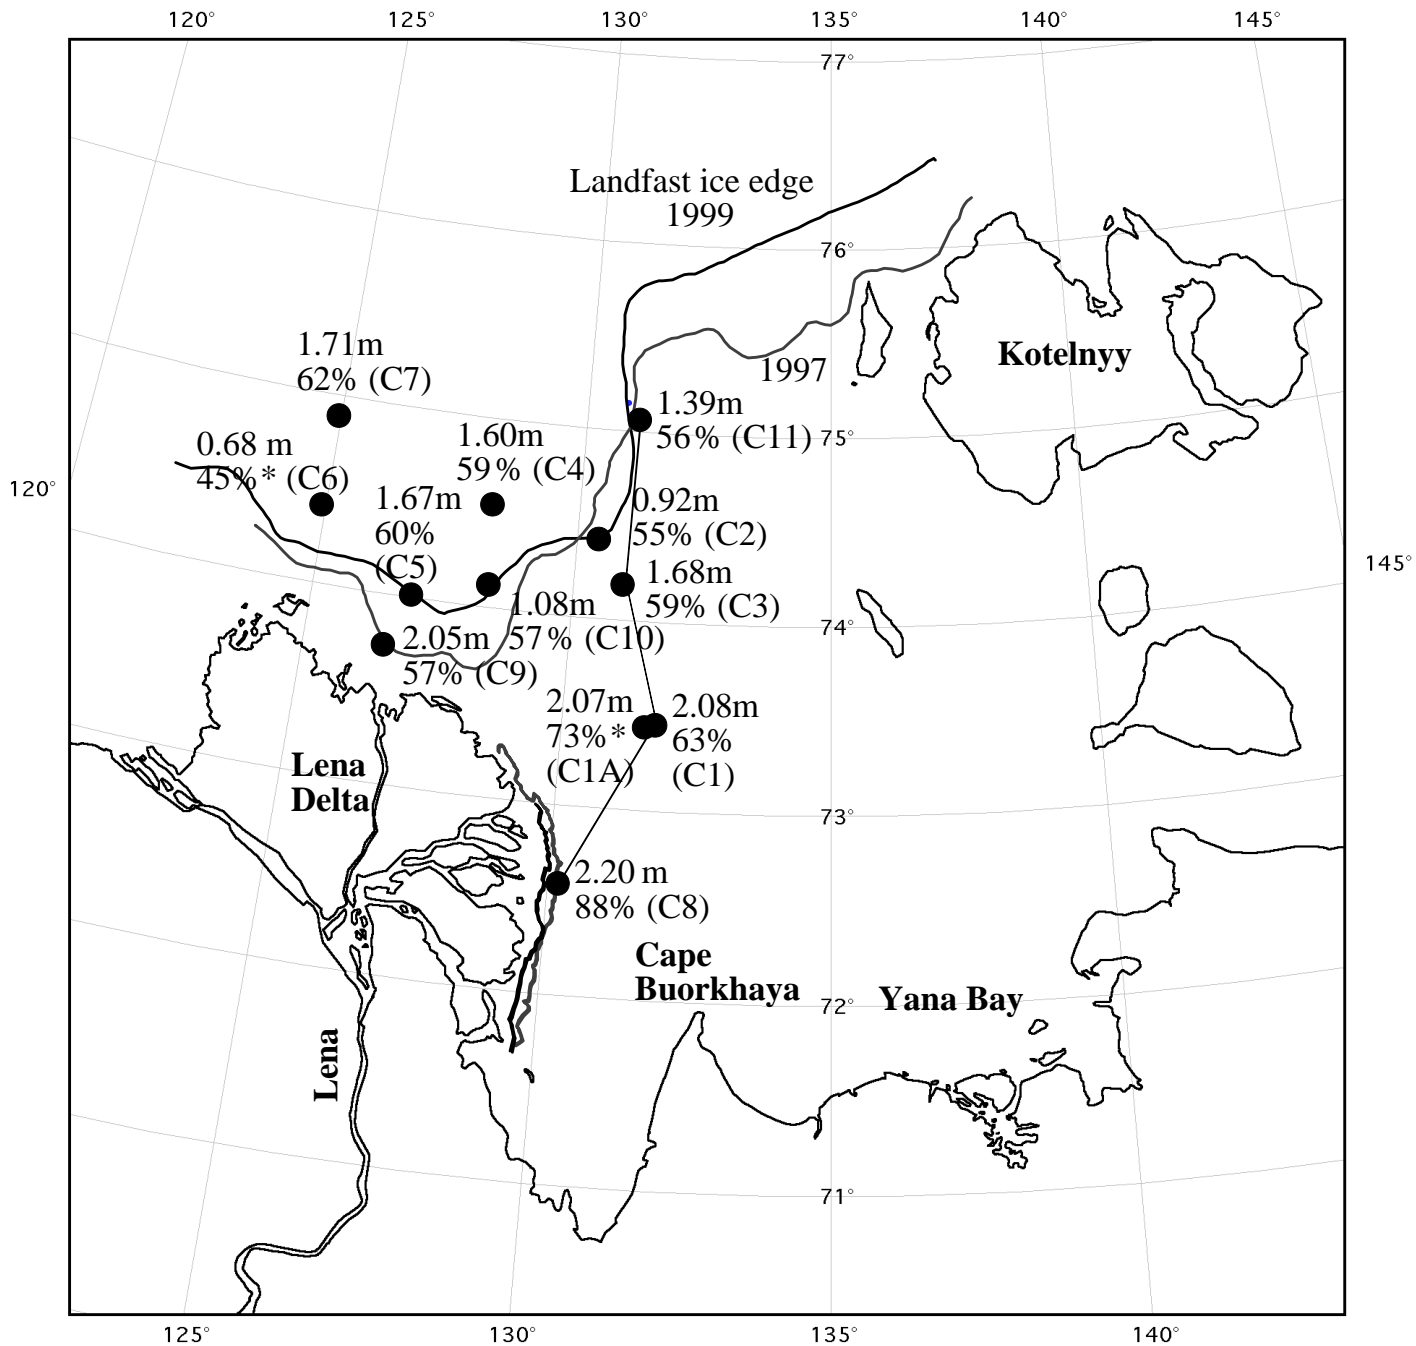 120° 125° 130° 135° 140° 145°
77°
Landfast ice edge
1999
76°
1.71m
62% (C7)
Kotelnyy
1997
1.39m
56% (C11)
75°
0.68 m
45%* (C6)
1.60m
59% (C4)
120°
1.67m
60%
(C5)
0.92m
55% (C2)
145°
1.68m
59% (C3)
1.08m
57% (C10)
74°
2.05m
57% (C9)
2.07m
73%*
(C1A)
2.08m
63%
(C1)
Lena
Delta
73°
2.20 m
88% (C8)
Cape
Buorkhaya
Yana Bay
72°
Lena
71°
125° 130° 135° 140°